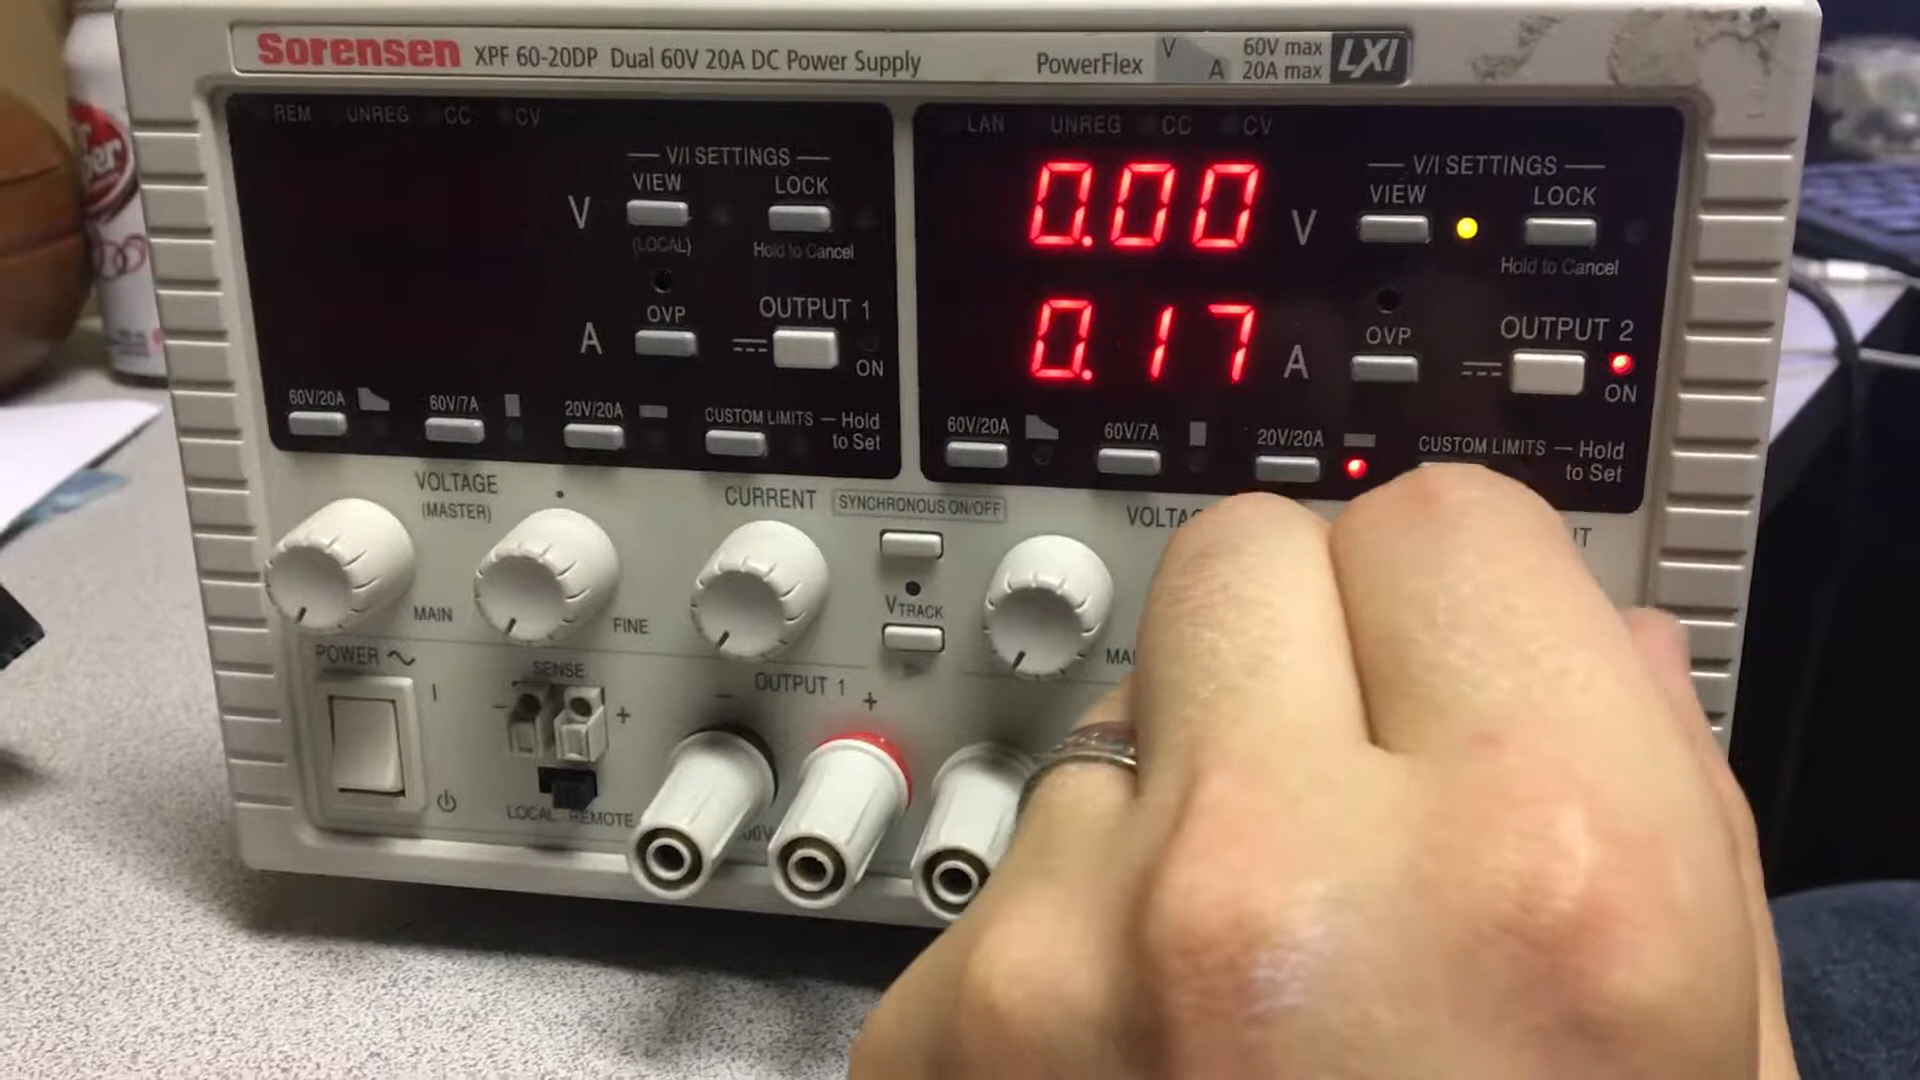 Sorensen XPF 60-20DP Dual 60V 20A DC Power Supply PowerFlex V A 60V max 20A max LXI
REM UNREG CC CV
V/I SETTINGS
VIEW LOCK
V
(LOCAL) Hold to Cancel
OVP OUTPUT 1
A
ON
60V/20A 60V/7A 20V/20A CUSTOM LIMITS — Hold to Set
LAN UNREG CC CV
V/I SETTINGS
VIEW LOCK
0.00 V
Hold to Cancel
OVP OUTPUT 2
0.17 A
ON
60V/20A 60V/7A 20V/20A CUSTOM LIMITS — Hold to Set
VOLTAGE
(MASTER)
CURRENT
SYNCHRONOUS ON/OFF
MAIN
FINE
VTRACK
POWER
I
SENSE
- +
LOCAL REMOTE
OUTPUT 1
- +